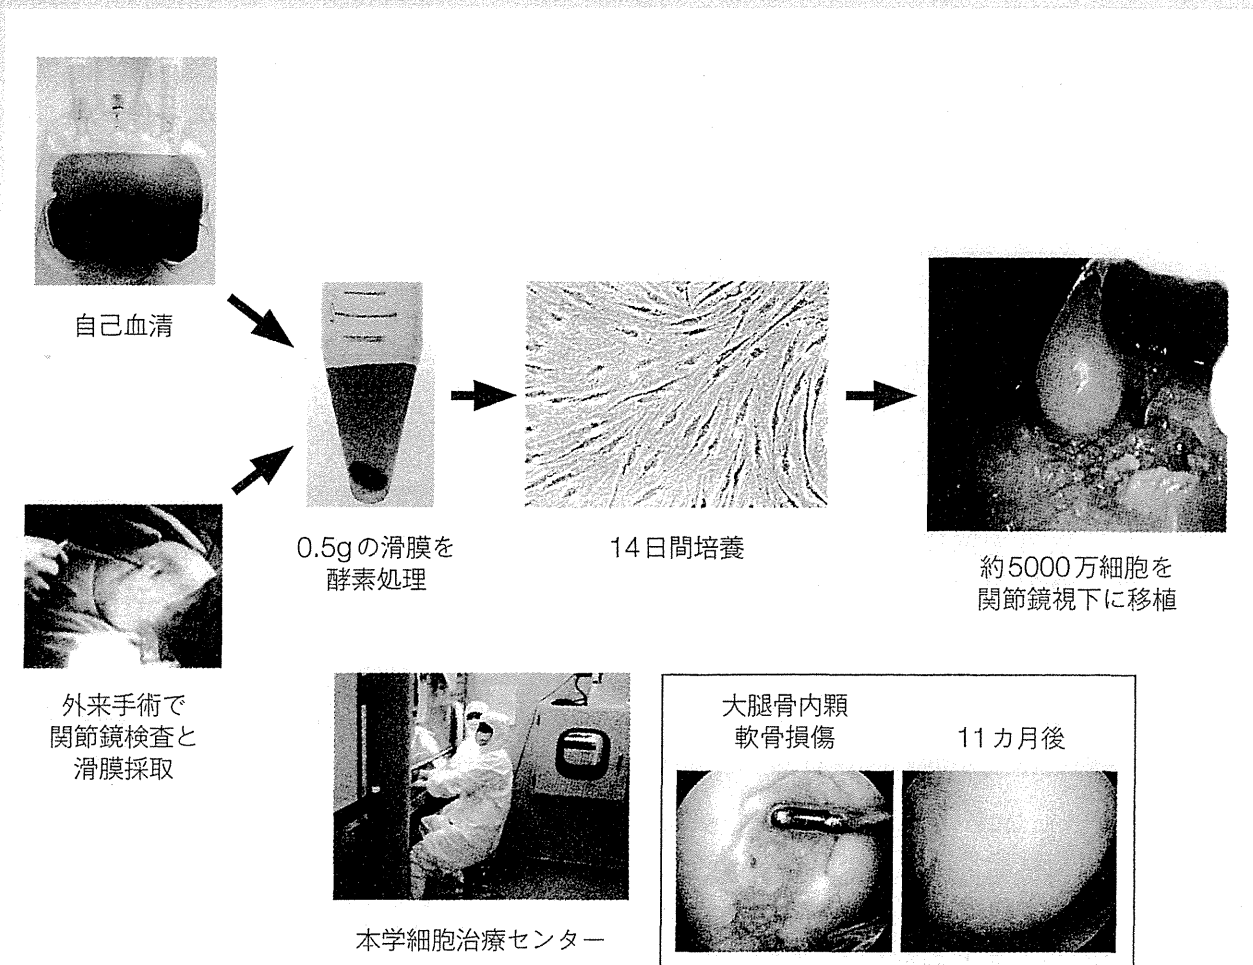 自己血清
外来手術で
関節鏡検査と
滑膜採取
0.5gの滑膜を
酵素処理
14日間培養
約5000万細胞を
関節鏡視下に移植
本学細胞治療センター
大腿骨内顆
軟骨損傷
11カ月後